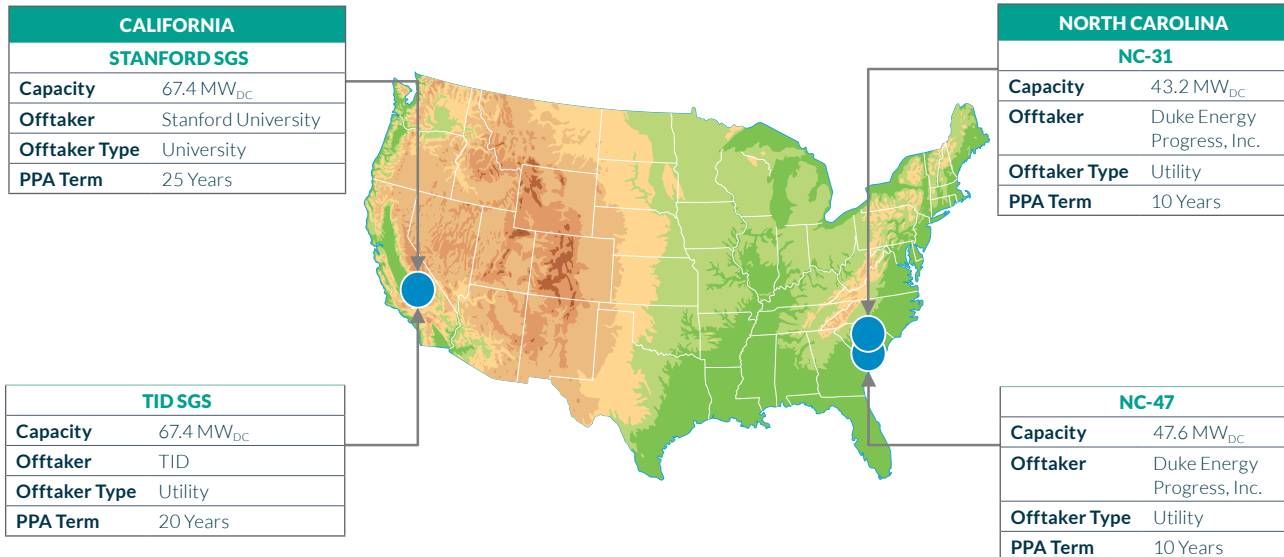 CALIFORNIA
STANFORD SGS
Capacity 67.4 MWDC
Offtaker Stanford University
Offtaker Type University
PPA Term 25 Years
TID SGS
Capacity 67.4 MWDC
Offtaker TID
Offtaker Type Utility
PPA Term 20 Years
NORTH CAROLINA
NC-31
Capacity 43.2 MWDC
Offtaker Duke Energy
Progress, Inc.
Offtaker Type Utility
PPA Term 10 Years
NC-47
Capacity 47.6 MWDC
Offtaker Duke Energy
Progress, Inc.
Offtaker Type Utility
PPA Term 10 Years